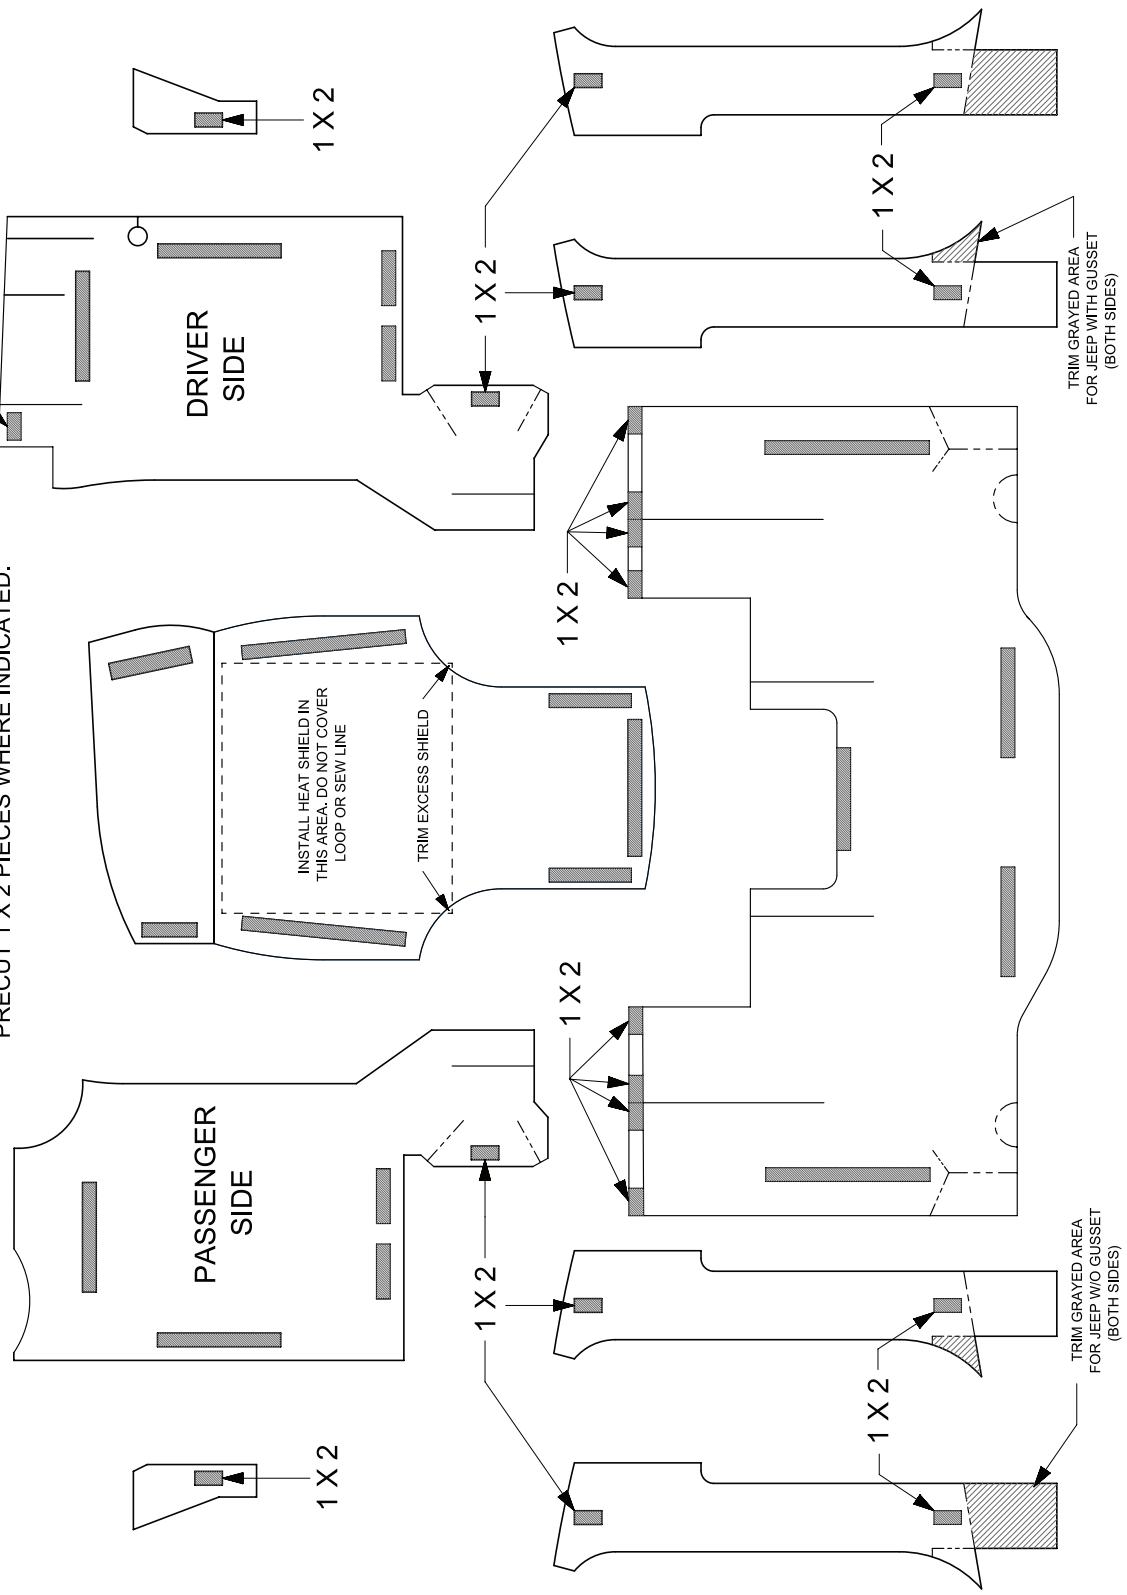 PRECUT 1 X 2 PIECES WHERE INDICATED.
PASSENGER
SIDE
DRIVER
SIDE
INSTALL HEAT SHIELD IN
THIS AREA. DO NOT COVER
LOOP OR SEW LINE
1 X 2
1 X 2
TRIM EXCESS SHIELD
1 X 2
1 X 2
1 X 2
1 X 2
1 X 2
1 X 2
TRIM GRAYED AREA
FOR JEEP W/O GUSSET
(BOTH SIDES)
TRIM GRAYED AREA
FOR JEEP WITH GUSSET
(BOTH SIDES)